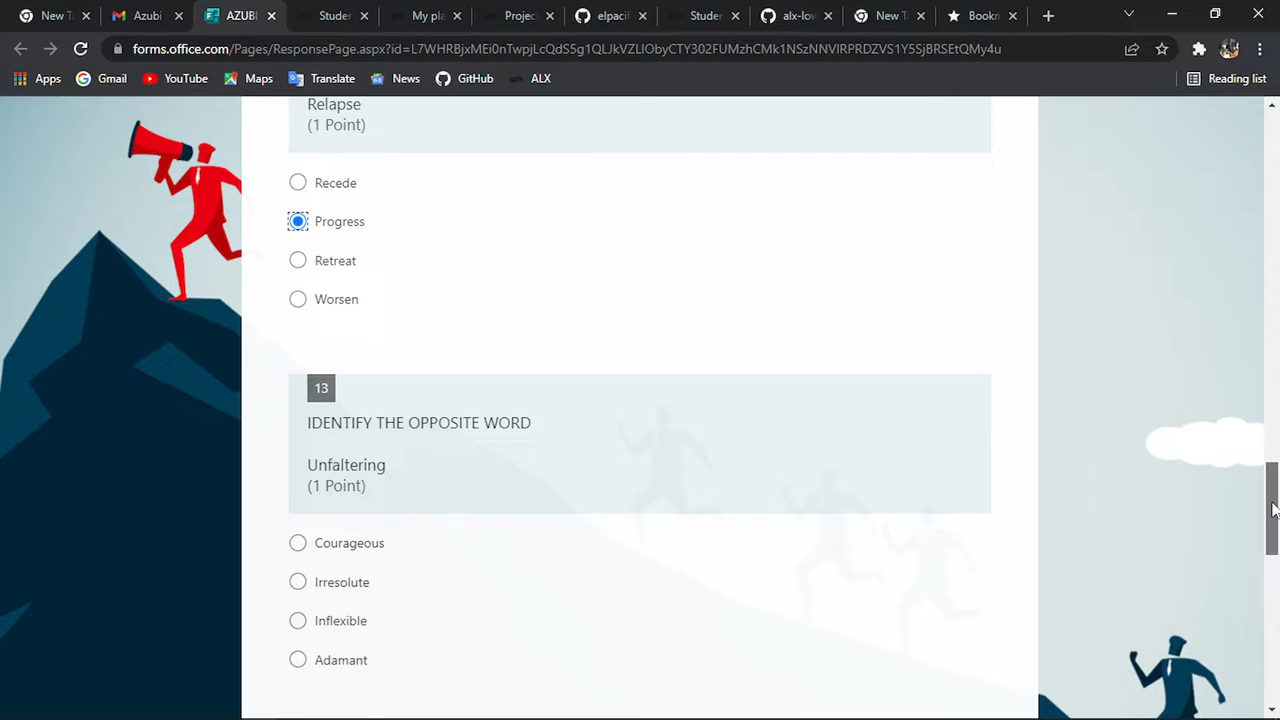 New T
Azubi
AZUBI
Studer
My pla
Projec
elpacif
Studer
alx-lov
New T
Bookn
forms.office.com/Pages/ResponsePage.aspx?id=L7WHRBjxMEi0nTwpjLcQdS5g1QLJkVZLlObyCTY302FUMzhCMk1NSzNNVlRPRDZVS1Y5SjBRSEtQMy4u
Apps
Gmail
YouTube
Maps
Translate
News
GitHub
ALX
Reading list
Relapse
(1 Point)
Recede
Progress
Retreat
Worsen
13
IDENTIFY THE OPPOSITE WORD
Unfaltering
(1 Point)
Courageous
Irresolute
Inflexible
Adamant